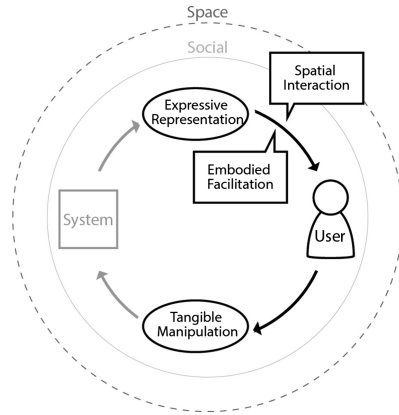 Space
Social
Spatial
Interaction
Expressive
Representation
Embodied
Facilitation
System
User
Tangible
Manipulation